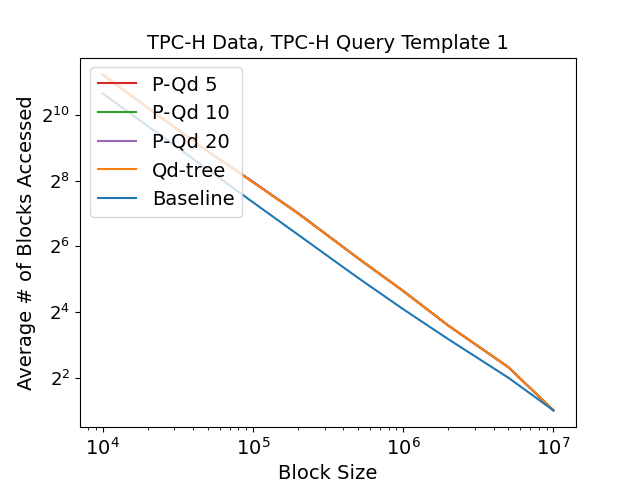 TPC-H Data, TPC-H Query Template 1
P-Qd 5
P-Qd 10
P-Qd 20
Qd-tree
Baseline
Average # of Blocks Accessed
2^10
2^8
2^6
2^4
2^2
10^4 10^5 10^6 10^7
Block Size